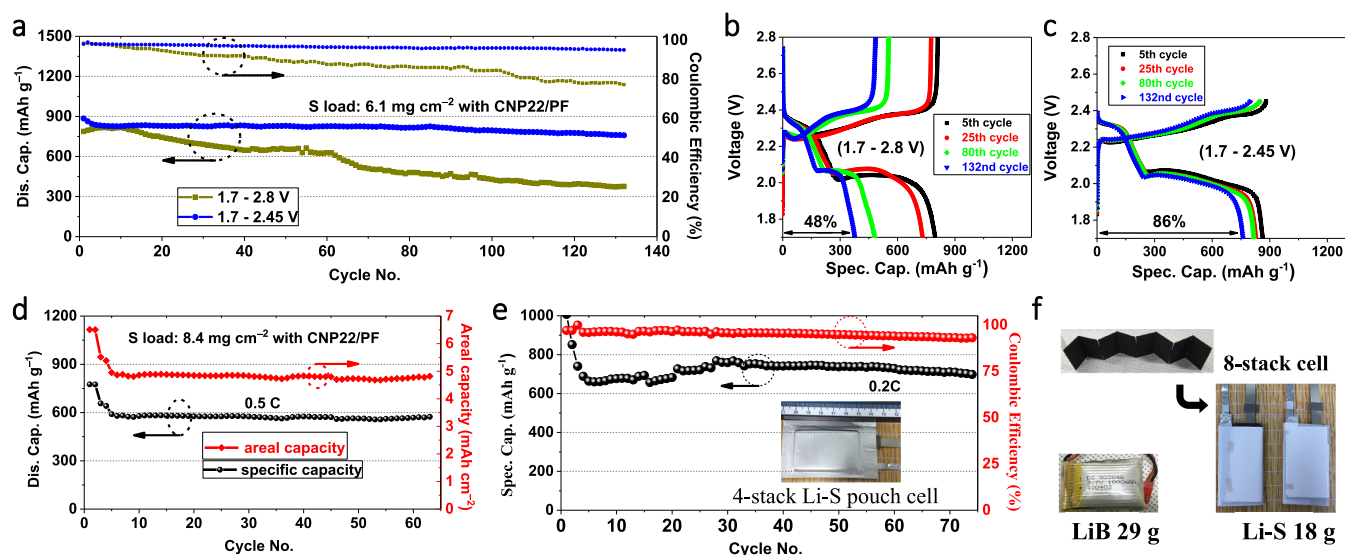 a
Dis. Cap. (mAh g⁻¹)
1500
1200
900
600
300
0
S load: 6.1 mg cm⁻² with CNP22/PF
1.7 - 2.8 V
1.7 - 2.45 V
0 20 40 60 80 100 120 140
Cycle No.
100
80
60
40
20
0
Coulombic Efficiency (%)
b
Voltage (V)
2.8
2.6
2.4
2.2
2.0
1.8
5th cycle
25th cycle
80th cycle
132nd cycle
(1.7 - 2.8 V)
48%
0 300 600 900 1200
Spec. Cap. (mAh g⁻¹)
c
Voltage (V)
2.8
2.6
2.4
2.2
2.0
1.8
5th cycle
25th cycle
80th cycle
132nd cycle
(1.7 - 2.45 V)
86%
0 300 600 900 1200
Spec. Cap. (mAh g⁻¹)
d
Dis. Cap. (mAh g⁻¹)
1200
900
600
300
0
S load: 8.4 mg cm⁻² with CNP22/PF
0.5 C
areal capacity
specific capacity
0 10 20 30 40 50 60
Cycle No.
7
6
5
4
3
2
1
0
Areal capacity
(mAh cm⁻²)
e
Spec. Cap. (mAh g⁻¹)
1000
800
600
400
200
0
0.2C
4-stack Li-S pouch cell
0 10 20 30 40 50 60 70
Cycle No.
100
75
50
25
0
Coulombic Efficiency (%)
f
8-stack cell
LiB 29 g
Li-S 18 g